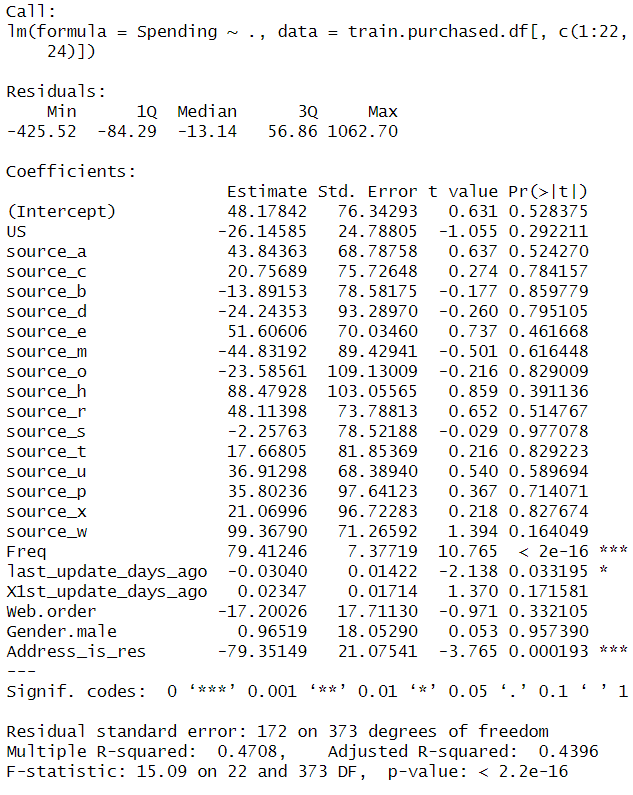 Call:
lm(formula = Spending ~ ., data = train.purchased.df[, c(1:22,
    24)])
Residuals:
    Min      1Q  Median      3Q     Max
-425.52  -84.29  -13.14   56.86 1062.70
Coefficients:
                      Estimate Std. Error t value Pr(>|t|)
(Intercept)           48.17842   76.34293   0.631 0.528375
US                   -26.14585   24.78805  -1.055 0.292211
source_a              43.84363   68.78758   0.637 0.524270
source_c              20.75689   75.72648   0.274 0.784157
source_b             -13.89153   78.58175  -0.177 0.859779
source_d             -24.24353   93.28970  -0.260 0.795105
source_e              51.60606   70.03460   0.737 0.461668
source_m             -44.83192   89.42941  -0.501 0.616448
source_o             -23.58561  109.13009  -0.216 0.829009
source_h              88.47928  103.05565   0.859 0.391136
source_r              48.11398   73.78813   0.652 0.514767
source_s              -2.25763   78.52188  -0.029 0.977078
source_t              17.66805   81.85369   0.216 0.829223
source_u              36.91298   68.38940   0.540 0.589694
source_p              35.80236   97.64123   0.367 0.714071
source_x              21.06996   96.72283   0.218 0.827674
source_w              99.36790   71.26592   1.394 0.164049
Freq                  79.41246    7.37719  10.765  < 2e-16 ***
last_update_days_ago  -0.03040    0.01422  -2.138 0.033195 *
X1st_update_days_ago   0.02347    0.01714   1.370 0.171581
Web.order            -17.20026   17.71130  -0.971 0.332105
Gender.male            0.96519   18.05290   0.053 0.957390
Address_is_res       -79.35149   21.07541  -3.765 0.000193 ***
---
Signif. codes:  0 ‘***’ 0.001 ‘**’ 0.01 ‘*’ 0.05 ‘.’ 0.1 ‘ ’ 1
Residual standard error: 172 on 373 degrees of freedom
Multiple R-squared:  0.4708,    Adjusted R-squared:  0.4396
F-statistic: 15.09 on 22 and 373 DF,  p-value: < 2.2e-16